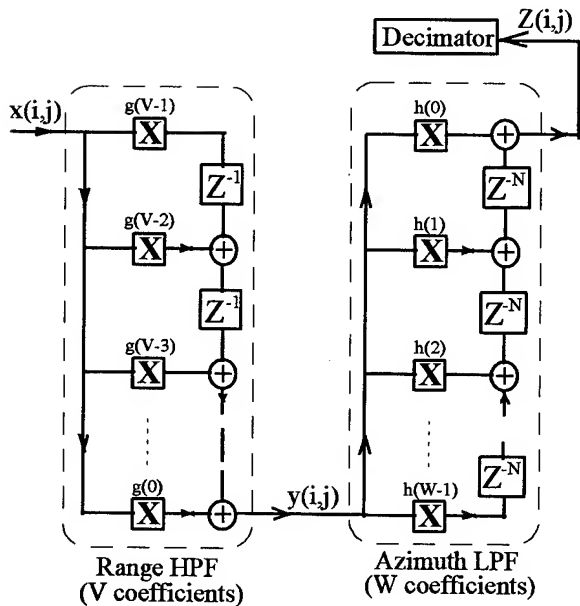 Z(i,j)
Decimator
x(i,j)
g(V-1)
X
Z-1
g(V-2)
X
+
Z-1
g(V-3)
X
+
g(0)
X
+
y(i,j)
Range HPF
(V coefficients)
h(0)
X
+
Z-N
h(1)
X
+
Z-N
h(2)
X
+
Z-N
h(W-1)
X
Azimuth LPF
(W coefficients)